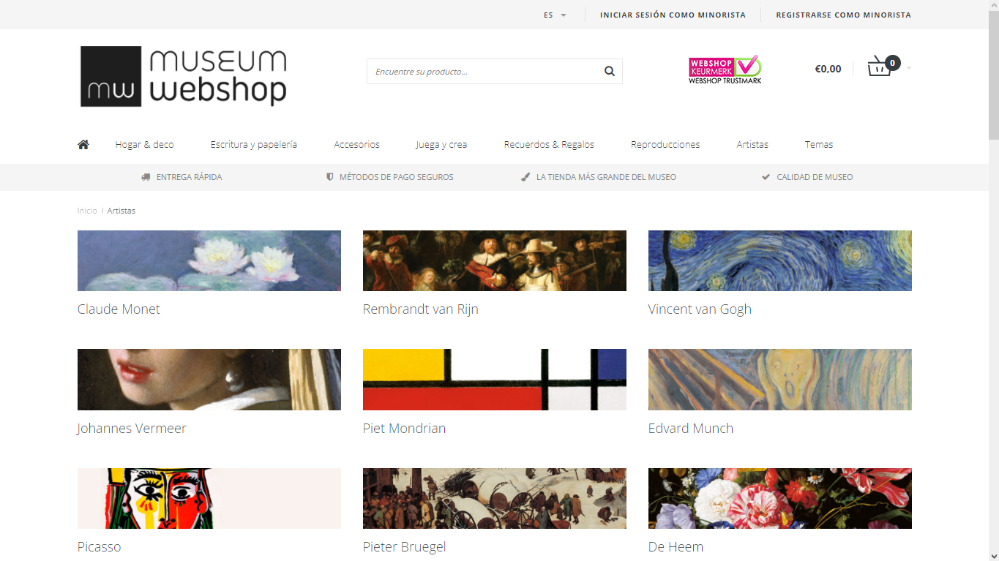 ES
INICIAR SESIÓN COMO MINORISTA
REGISTRARSE COMO MINORISTA
mw
museum
webshop
Encuentre su producto...
WEBSHOP
KEURMERK
WEBSHOP TRUSTMARK
€0,00
0
Hogar & deco
Escritura y papelería
Accesorios
Juega y crea
Recuerdos & Regalos
Reproducciones
Artistas
Temas
ENTREGA RÁPIDA
MÉTODOS DE PAGO SEGUROS
LA TIENDA MÁS GRANDE DEL MUSEO
CALIDAD DE MUSEO
Inicio / Artistas
Claude Monet
Rembrandt van Rijn
Vincent van Gogh
Johannes Vermeer
Piet Mondrian
Edvard Munch
Picasso
Pieter Bruegel
De Heem